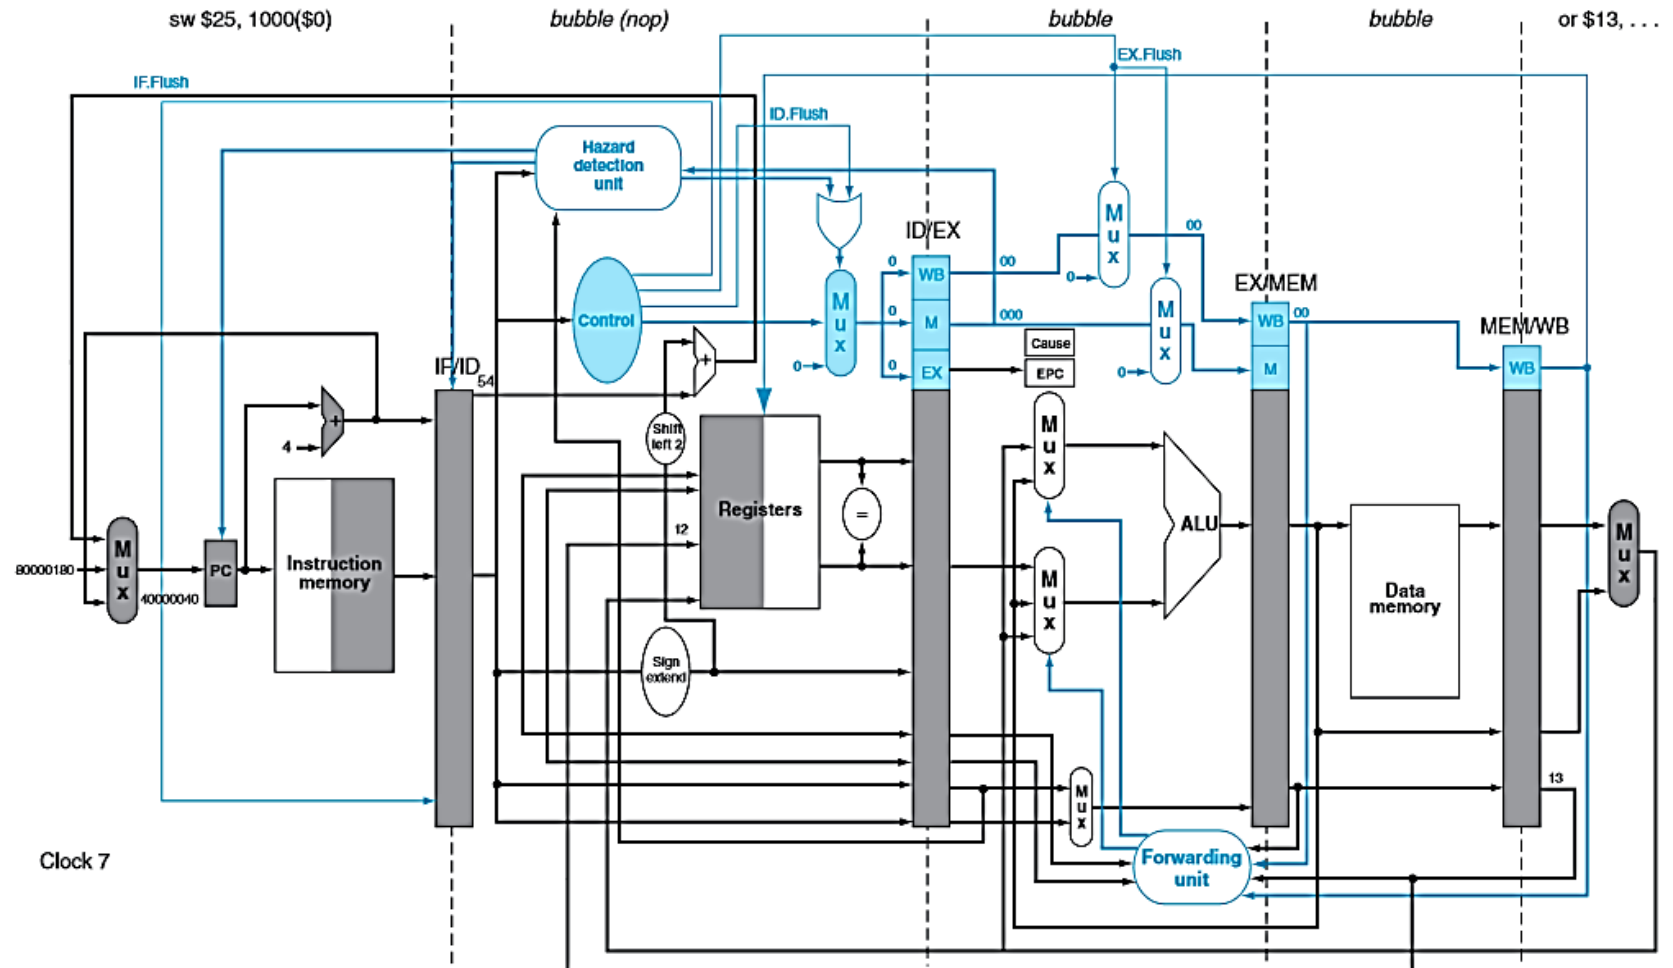 sw $25, 1000($0)
bubble (nop)
bubble
bubble
or $13, . . .
EX.Flush
IF.Flush
ID.Flush
Hazard
detection
unit
M
u
x
00
ID/EX
0
WB
00
0
EX/MEM
Control
M
u
x
0
M
000
M
u
x
WB
00
MEM/WB
0
0
EX
Cause
EPC
0
M
WB
IF/ID
54
+
+
4
Shift
left 2
M
u
x
Registers
=
ALU
12
M
u
x
80000180
PC
40000040
Instruction
memory
M
u
x
Data
memory
M
u
x
Sign
extend
M
u
x
13
Clock 7
Forwarding
unit